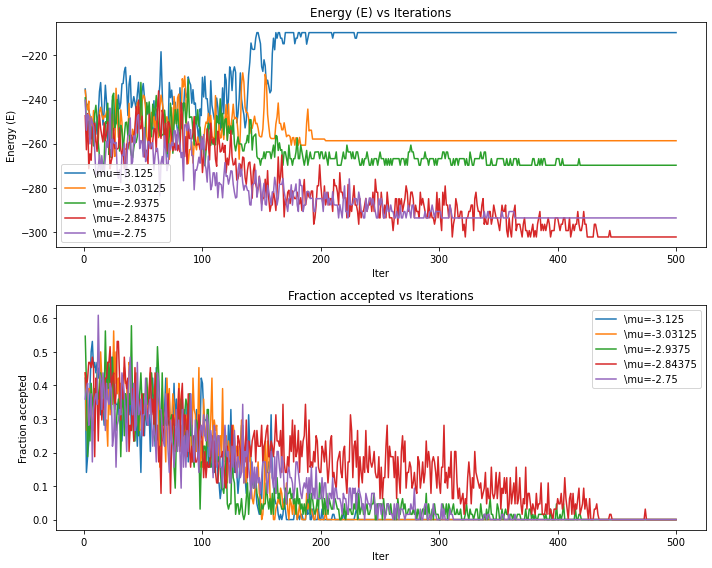 Energy (E) vs Iterations
Energy (E)
−220
−240
−260
−280
−300
\mu=-3.125
\mu=-3.03125
\mu=-2.9375
\mu=-2.84375
\mu=-2.75
0 100 200 300 400 500
Iter
Fraction accepted vs Iterations
Fraction accepted
0.6
0.5
0.4
0.3
0.2
0.1
0.0
\mu=-3.125
\mu=-3.03125
\mu=-2.9375
\mu=-2.84375
\mu=-2.75
0 100 200 300 400 500
Iter